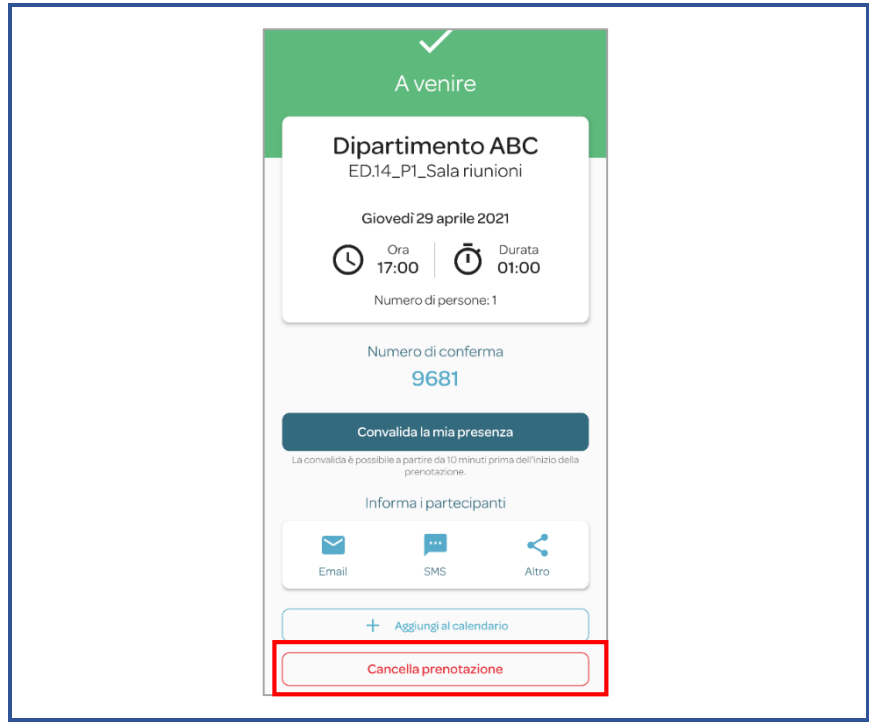 A venire
Dipartimento ABC
ED.14_P1_Sala riunioni
Giovedì 29 aprile 2021
Ora
17:00
Durata
01:00
Numero di persone: 1
Numero di conferma
9681
Convalida la mia presenza
La convalida è possibile a partire da 10 minuti prima dell'inizio della
prenotazione.
Informa i partecipanti
Email
SMS
Altro
+ Aggiungi al calendario
Cancella prenotazione